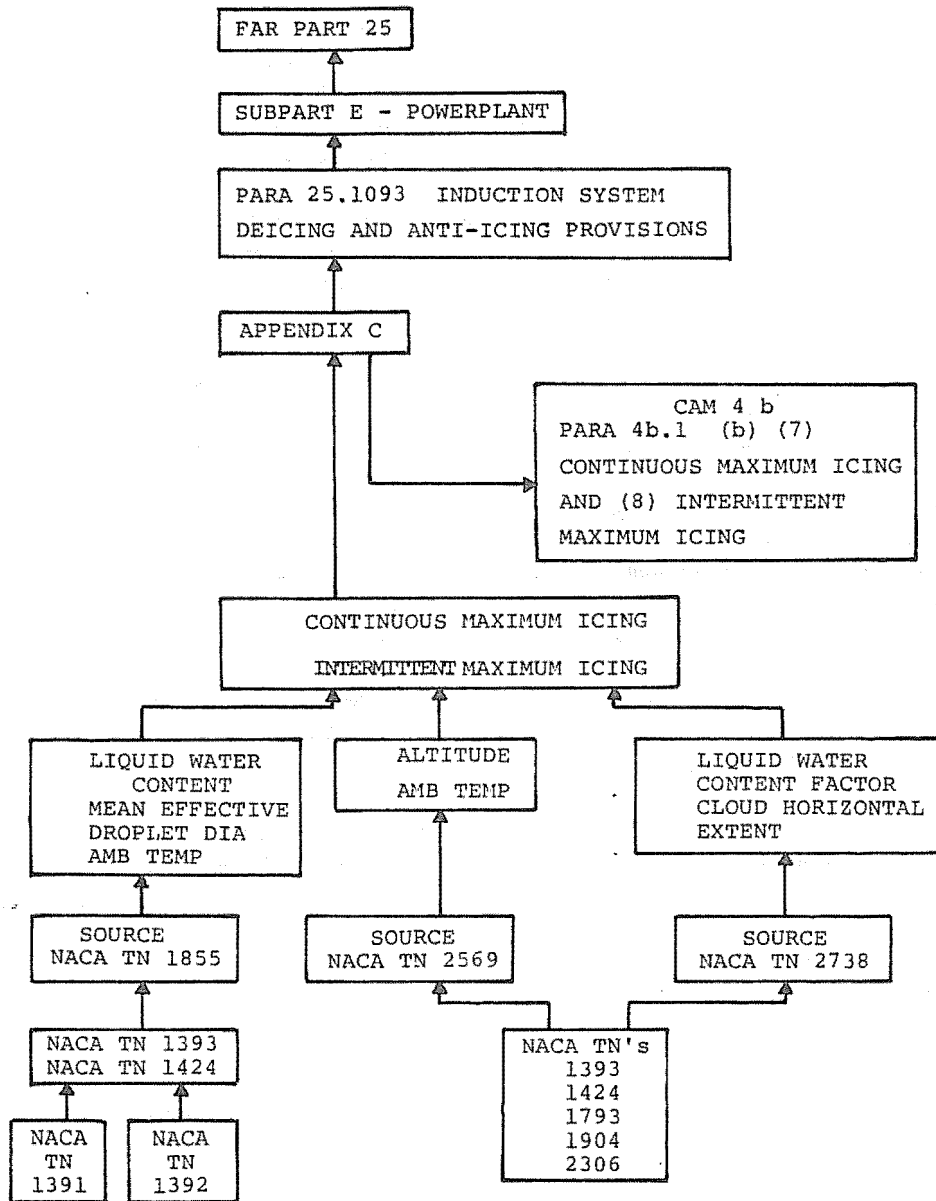 FAR PART 25
SUBPART E - POWERPLANT
PARA 25.1093 INDUCTION SYSTEM
DEICING AND ANTI-ICING PROVISIONS
APPENDIX C
CAM 4 b
PARA 4b.1 (b) (7)
CONTINUOUS MAXIMUM ICING
AND (8) INTERMITTENT
MAXIMUM ICING
CONTINUOUS MAXIMUM ICING
INTERMITTENT MAXIMUM ICING
LIQUID WATER
CONTENT
MEAN EFFECTIVE
DROPLET DIA
AMB TEMP
ALTITUDE
AMB TEMP
LIQUID WATER
CONTENT FACTOR
CLOUD HORIZONTAL
EXTENT
SOURCE
NACA TN 1855
SOURCE
NACA TN 2569
SOURCE
NACA TN 2738
NACA TN 1393
NACA TN 1424
NACA TN's
1393
1424
1793
1904
2306
NACA
TN
1391
NACA
TN
1392